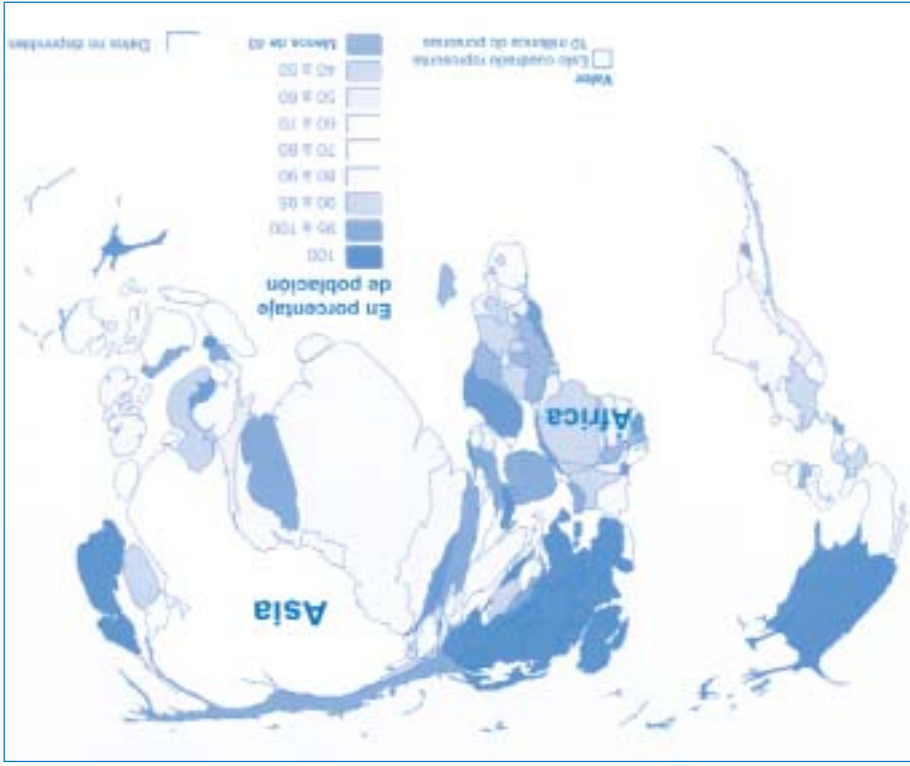 Asia
África
En porcentaje
de población
100
95 a 100
90 a 95
80 a 90
70 a 80
60 a 70
50 a 60
40 a 50
Menos de 40
Datos no disponibles
Valor
Este cuadrado representa
10 millones de personas